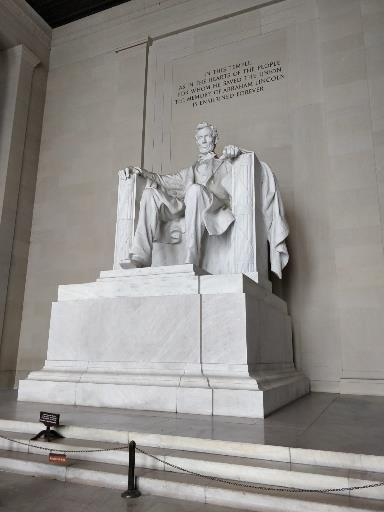 IN THIS TEMPLE
AS IN THE HEARTS OF THE PEOPLE
FOR WHOM HE SAVED THE UNION
THE MEMORY OF ABRAHAM LINCOLN
IS ENSHRINED FOREVER